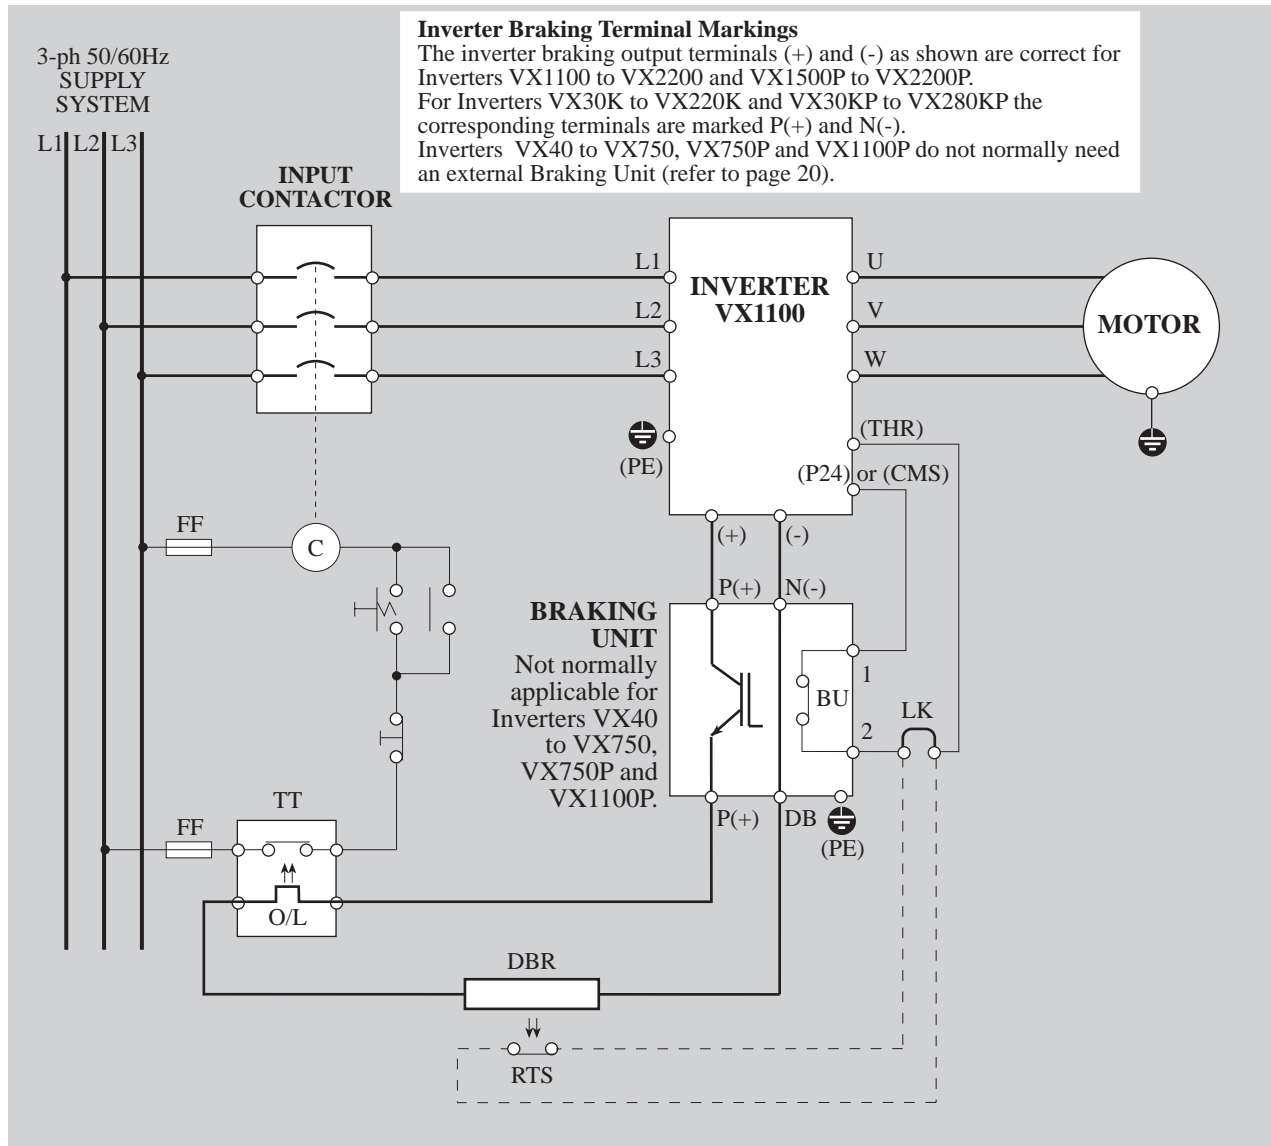 Inverter Braking Terminal Markings
The inverter braking output terminals (+) and (-) as shown are correct for
Inverters VX1100 to VX2200 and VX1500P to VX2200P.
For Inverters VX30K to VX220K and VX30KP to VX280KP the
corresponding terminals are marked P(+) and N(-).
Inverters VX40 to VX750, VX750P and VX1100P do not normally need
an external Braking Unit (refer to page 20).
3-ph 50/60Hz
SUPPLY
SYSTEM
L1 L2 L3
INPUT
CONTACTOR
L1
L2
L3
INVERTER
VX1100
U
V
W
MOTOR
(PE)
(THR)
(P24) or (CMS)
(+)
(-)
FF
C
P(+)
N(-)
BRAKING
UNIT
Not normally
applicable for
Inverters VX40
to VX750,
VX750P and
VX1100P.
BU
1
2
LK
P(+)
DB
(PE)
TT
FF
O/L
DBR
RTS